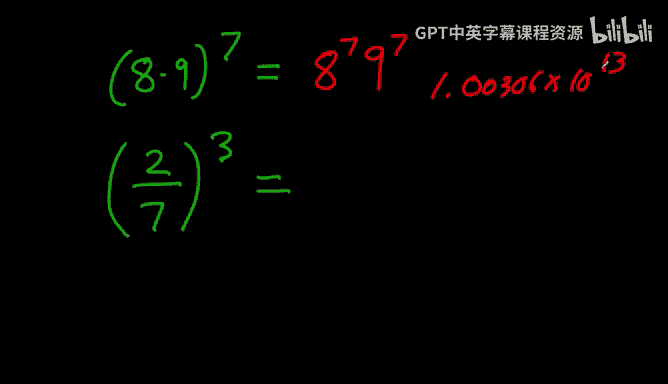 GPT中英字幕课程资源 bilibili
(8·9)^7 = 8^7 9^7 1.00306×10^13
(2/7)^3 =